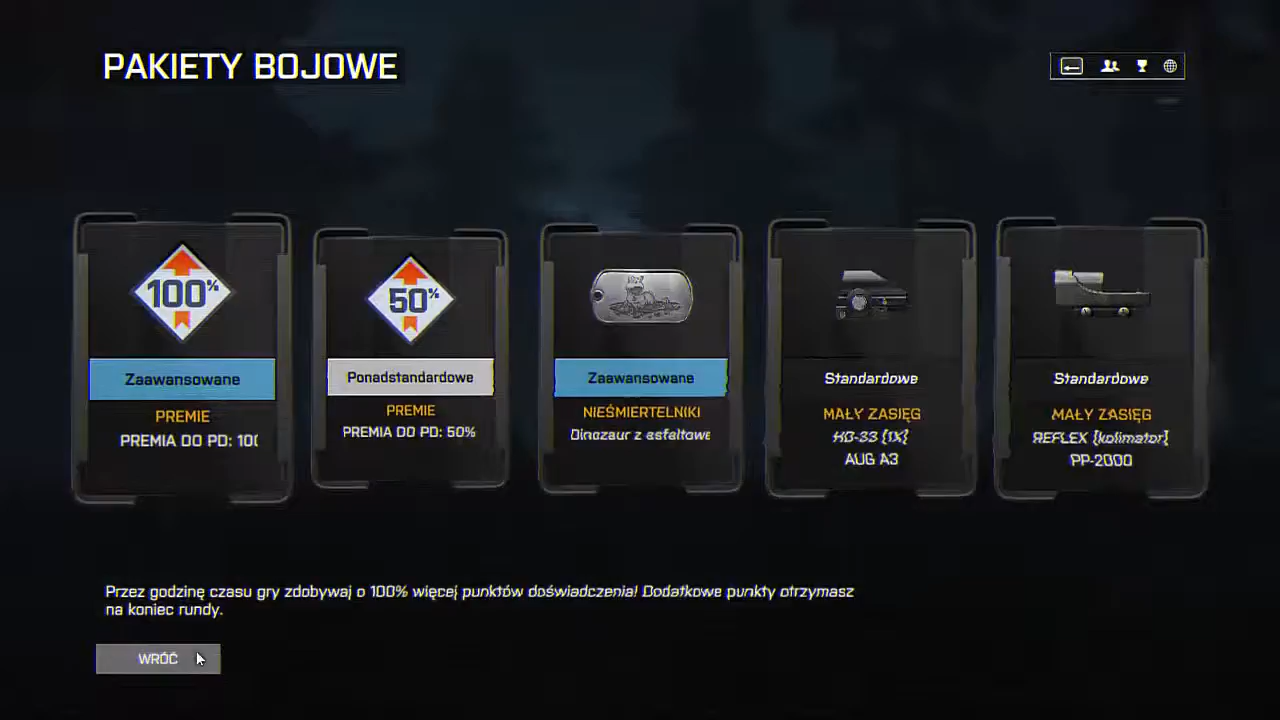 PAKIETY BOJOWE
100%
Zaawansowane
PREMIE
PREMIA DO PD: 100
50%
Ponadstandardowe
PREMIE
PREMIA DO PD: 50%
Zaawansowane
NIEŚMIERTELNIKI
Dinozaur z asfaltowe
Standardowe
MAŁY ZASIĘG
HD-33 {1X}
AUG A3
Standardowe
MAŁY ZASIĘG
REFLEX {kolimator}
PP-2000
Przez godzinę czasu gry zdobywaj o 100% więcej punktów doświadczenia! Dodatkowe punkty otrzymasz
na koniec rundy.
WRÓĆ